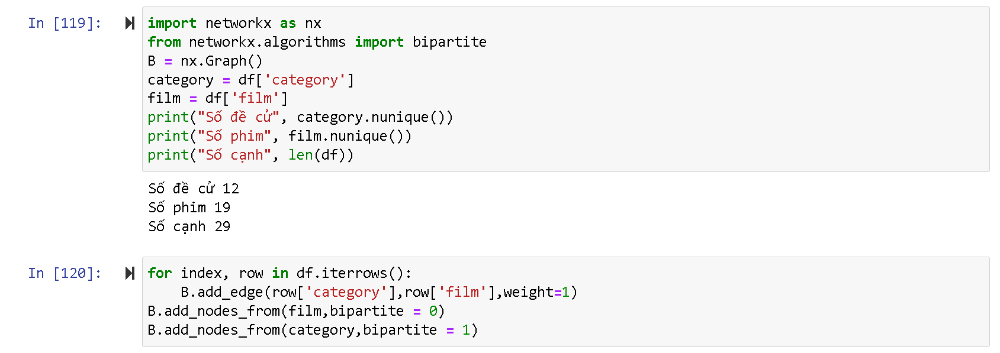 In [119]:
import networkx as nx
from networkx.algorithms import bipartite
B = nx.Graph()
category = df['category']
film = df['film']
print("Số đề cử", category.nunique())
print("Số phim", film.nunique())
print("Số cạnh", len(df))
Số đề cử 12
Số phim 19
Số cạnh 29
In [120]:
for index, row in df.iterrows():
    B.add_edge(row['category'],row['film'],weight=1)
B.add_nodes_from(film,bipartite = 0)
B.add_nodes_from(category,bipartite = 1)